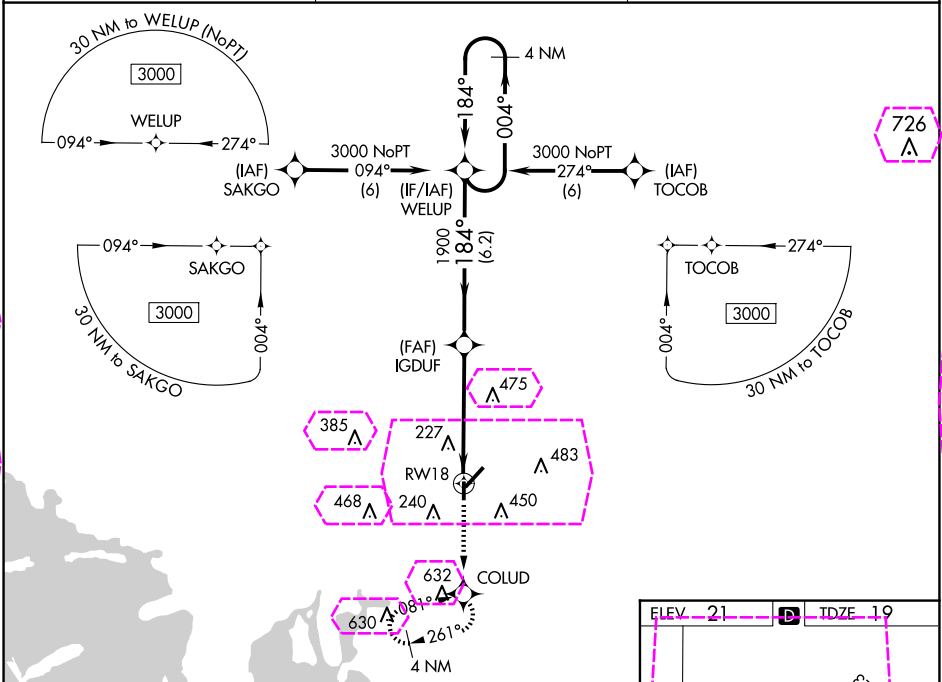 30 NM to WELUP (NoPT)
3000
WELUP
094°
274°
4 NM
184°
004°
726
3000 NoPT
094°
(6)
(IAF)
SAKGO
(IF/IAF)
WELUP
3000 NoPT
274°
(6)
(IAF)
TOCOB
1900
184°
(6.2)
094°
SAKGO
3000
004°
30 NM to SAKGO
274°
TOCOB
3000
004°
30 NM to TOCOB
(FAF)
IGDUF
475
385
227
483
RW18
468
240
450
632
COLUD
081°
630
261°
4 NM
ELEV 21
D
TDZE 19